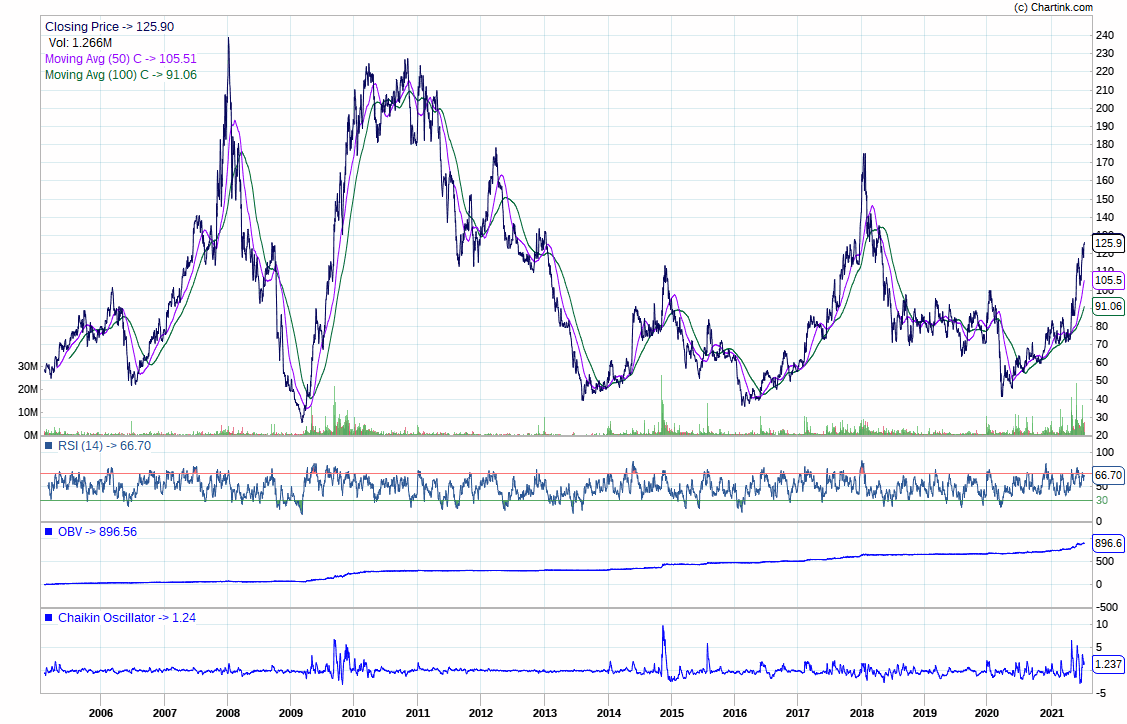 (c) Chartink.com
Closing Price -> 125.90
Vol: 1.266M
Moving Avg (50) C -> 105.51
Moving Avg (100) C -> 91.06
240
230
220
210
200
190
180
170
160
150
140
125.9
120
110
105.5
100
91.06
80
70
60
50
40
30
20
30M
20M
10M
0M
RSI (14) -> 66.70
100
66.70
50
30
0
OBV -> 896.56
896.6
500
0
-500
Chaikin Oscillator -> 1.24
10
5
1.237
-5
2006 2007 2008 2009 2010 2011 2012 2013 2014 2015 2016 2017 2018 2019 2020 2021